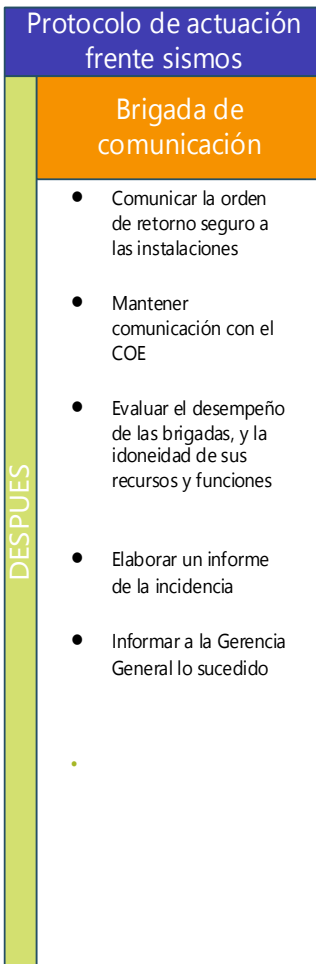 Protocolo de actuación
frente sismos
Brigada de
comunicación
DESPUES
• Comunicar la orden
de retorno seguro a
las instalaciones
• Mantener
comunicación con el
COE
• Evaluar el desempeño
de las brigadas, y la
idoneidad de sus
recursos y funciones
• Elaborar un informe
de la incidencia
• Informar a la Gerencia
General lo sucedido
•